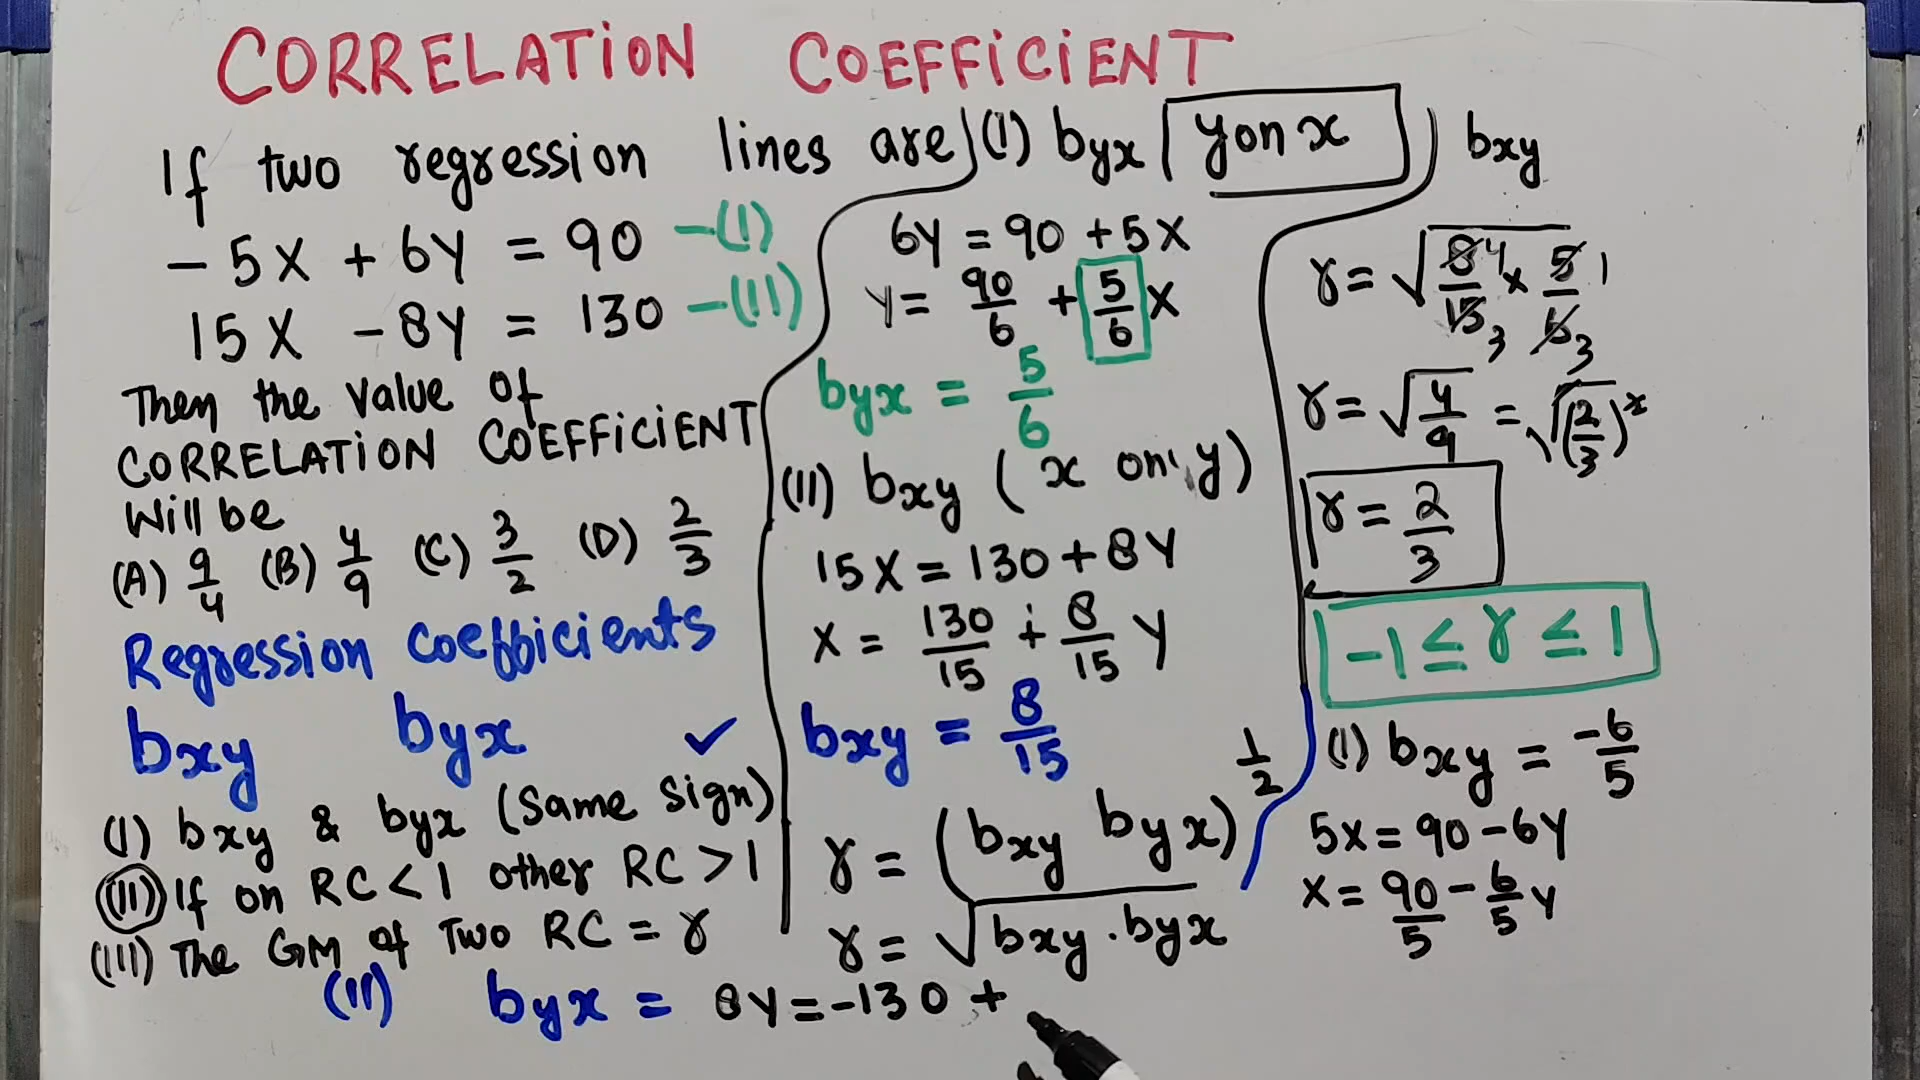 CORRELATION COEFFICIENT
If two regression lines are
-5X + 6Y = 90 -(I)
15X - 8Y = 130 -(II)
Then the value of
CORRELATION COEFFICIENT
Will be
(A) 9/4 (B) 4/9 (C) 3/2 (D) 2/3
Regression Coefficients
bxy byx ✓
(I) bxy & byx (Same Sign)
(II) If on RC < 1 other RC > 1
(III) The GM of Two RC = r
(I) byx yon x
6Y = 90 + 5X
Y = 90/6 + 5/6 X
byx = 5/6
(II) bxy ( x on y)
15X = 130 + 8Y
X = 130/15 + 8/15 Y
bxy = 8/15
r = (bxy byx)^1/2
r = √bxy . byx
(II) byx = 8Y = -130 +
bxy
r = √8 4/15 3 x 5 1/6 3
r = √4/9 = √(2/3)²
r = 2/3
-1 ≤ r ≤ 1
(I) bxy = -6/5
5X = 90 - 6Y
X = 90/5 - 6/5 Y